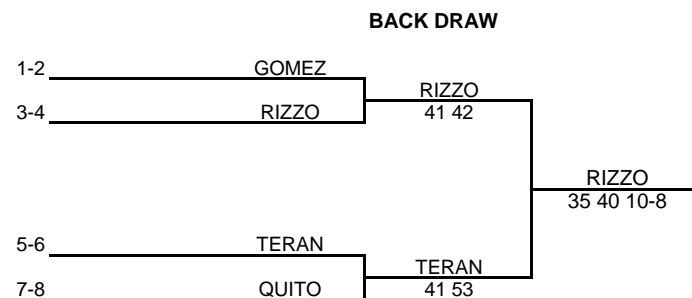 BACK DRAW
1-2 GOMEZ
RIZZO
41 42
3-4 RIZZO
RIZZO
35 40 10-8
5-6 TERAN
TERAN
41 53
7-8 QUITO